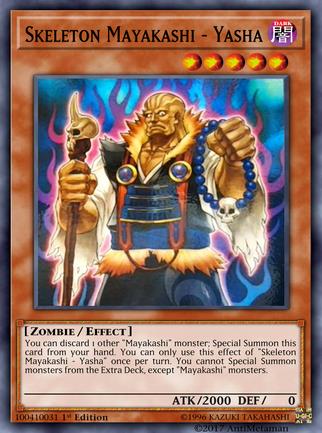 Skeleton Mayakashi - Yasha
DARK
闇
[Zombie / Effect]
You can discard 1 other "Mayakashi" monster; Special Summon this
card from your hand. You can only use this effect of "Skeleton
Mayakashi - Yasha" once per turn. You cannot Special Summon
monsters from the Extra Deck, except "Mayakashi" monsters.
ATK/2000 DEF/ 0
100410031 1st Edition
©1996 KAZUKI TAKAHASHI
©2017 AntiMetaman